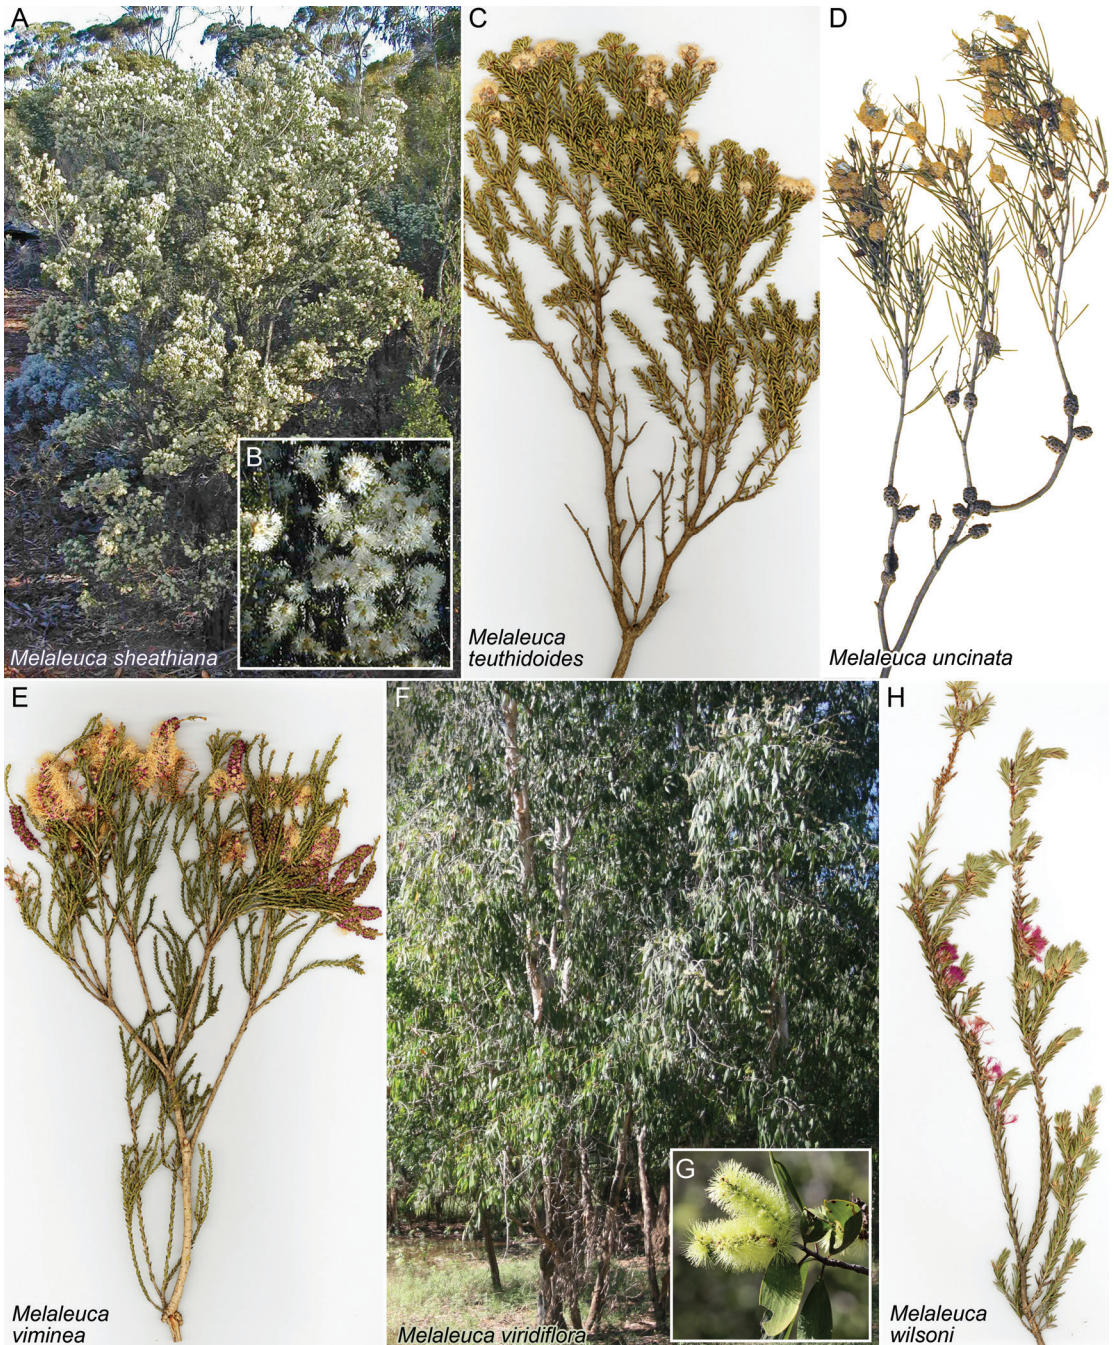 A
B
Melaleuca sheathiana
C
Melaleuca
teuthidoides
D
Melaleuca uncinata
E
Melaleuca
viminea
F
G
Melaleuca viridiflora
H
Melaleuca
wilsoni